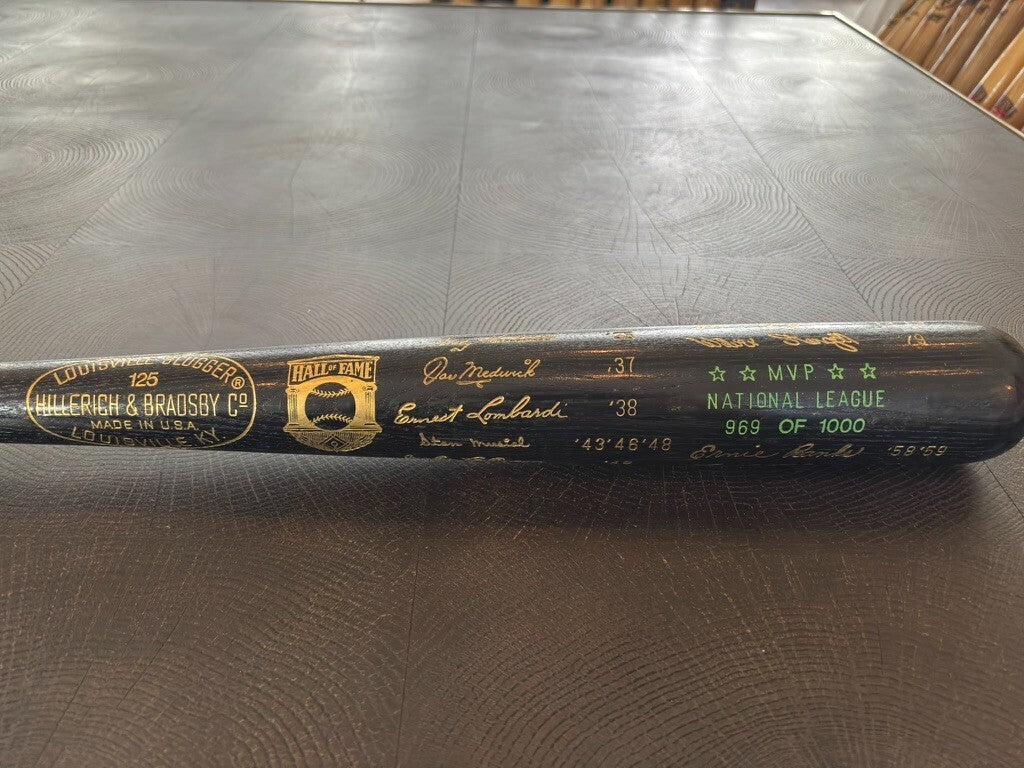 LOUISVILLE SLUGGER®
125
HILLERICH & BRADSBY CO
MADE IN U.S.A.
LOUISVILLE KY.
HALL OF FAME
Joe Medwick '37
Ernest Lombardi '38
Stan Musial '43 '46 '48
☆ ☆ MVP ☆ ☆
NATIONAL LEAGUE
969 OF 1000
Ernie Banks '58 '59